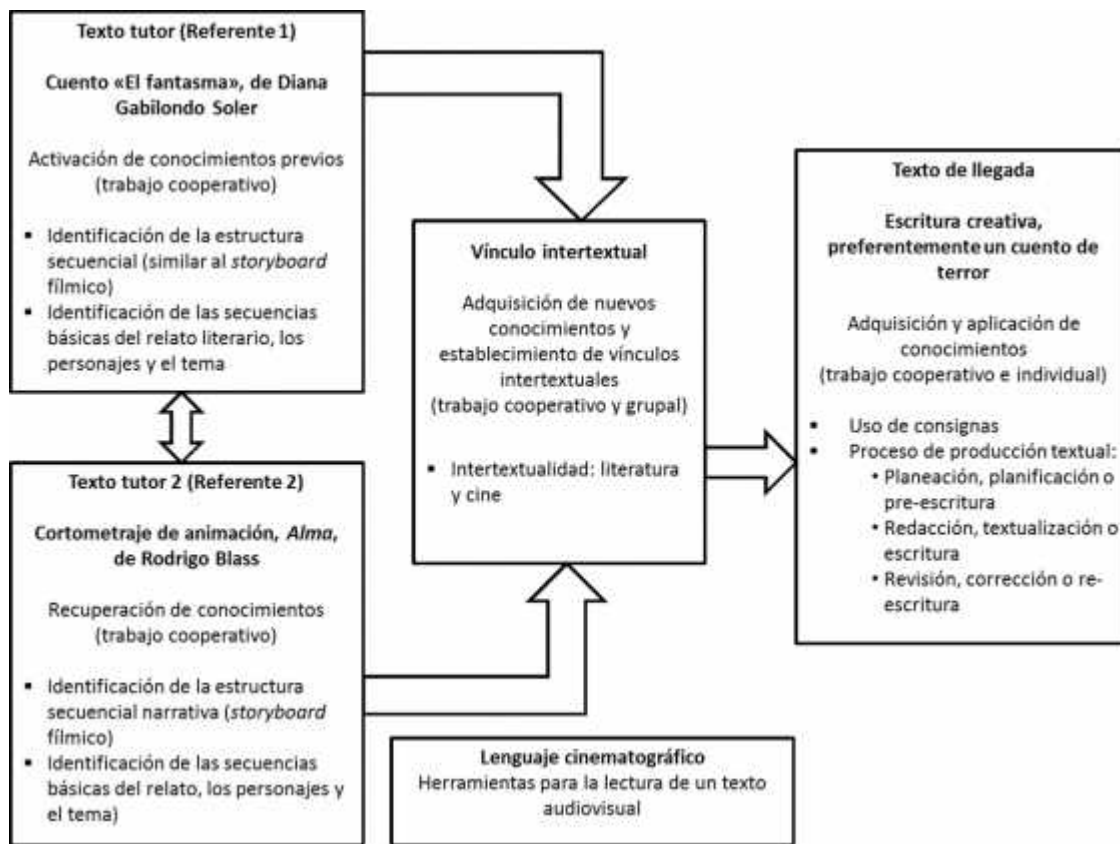 Texto tutor (Referente 1)
Cuento «El fantasma», de Diana
Gabilondo Soler
Activación de conocimientos previos
(trabajo cooperativo)
▪ Identificación de la estructura
secuencial (similar al storyboard
fílmico)
▪ Identificación de las secuencias
básicas del relato literario, los
personajes y el tema
Texto tutor 2 (Referente 2)
Cortometraje de animación, Alma,
de Rodrigo Blass
Recuperación de conocimientos
(trabajo cooperativo)
▪ Identificación de la estructura
secuencial narrativa (storyboard
fílmico)
▪ Identificación de las secuencias
básicas del relato, los personajes y
el tema)
Vínculo intertextual
Adquisición de nuevos
conocimientos y
establecimiento de vínculos
intertextuales
(trabajo cooperativo y grupal)
▪ Intertextualidad: literatura
y cine
Lenguaje cinematográfico
Herramientas para la lectura de un texto
audiovisual
Texto de llegada
Escritura creativa,
preferentemente un cuento de
terror
Adquisición y aplicación de
conocimientos
(trabajo cooperativo e individual)
▪ Uso de consignas
▪ Proceso de producción textual:
• Planeación, planificación o
pre-escritura
• Redacción, textualización o
escritura
• Revisión, corrección o re-
escritura